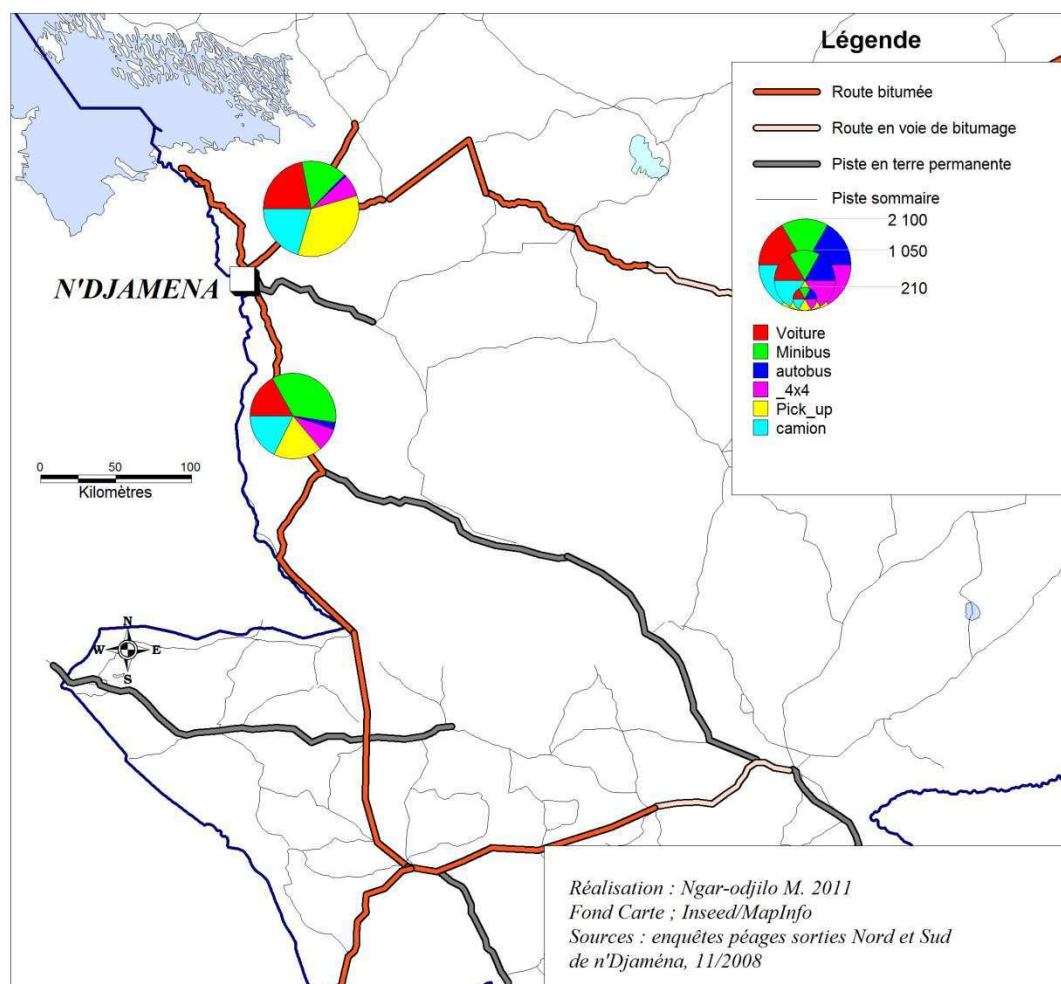 Légende
Route bitumée
Route en voie de bitumage
Piste en terre permanente
Piste sommaire
2 100
1 050
210
Voiture
Minibus
autobus
_4x4
Pick_up
camion
N'DJAMENA
0 50 100
Kilomètres
N
W E
S
Réalisation : Ngar-odjilo M. 2011
Fond Carte ; Inseed/MapInfo
Sources : enquêtes péages sorties Nord et Sud
de n'Djaména, 11/2008